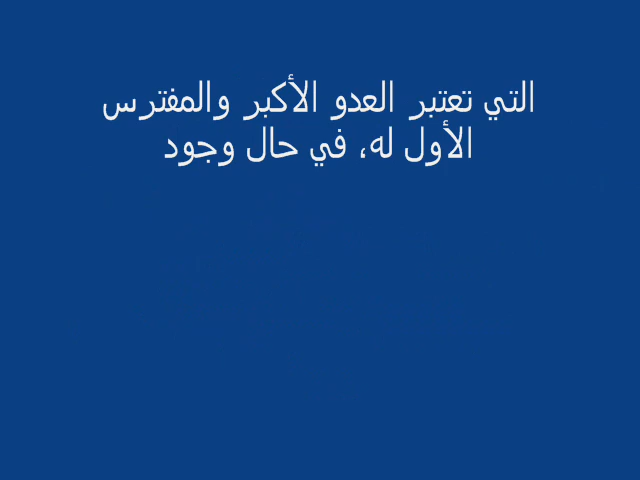 التي تعتبر العدو الأكبر والمفترس
الأول له، في حال وجود